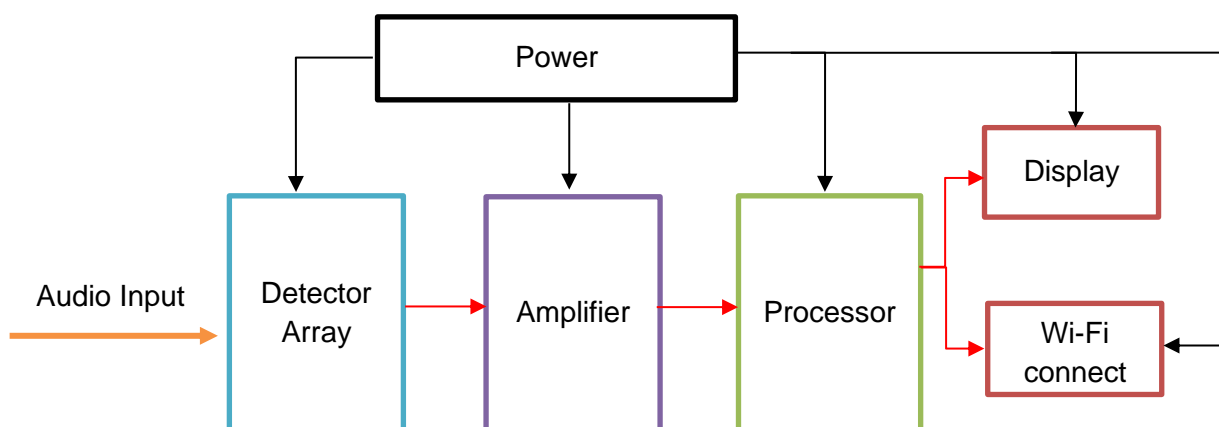 Power
Display
Audio Input
Detector
Array
Amplifier
Processor
Wi-Fi
connect